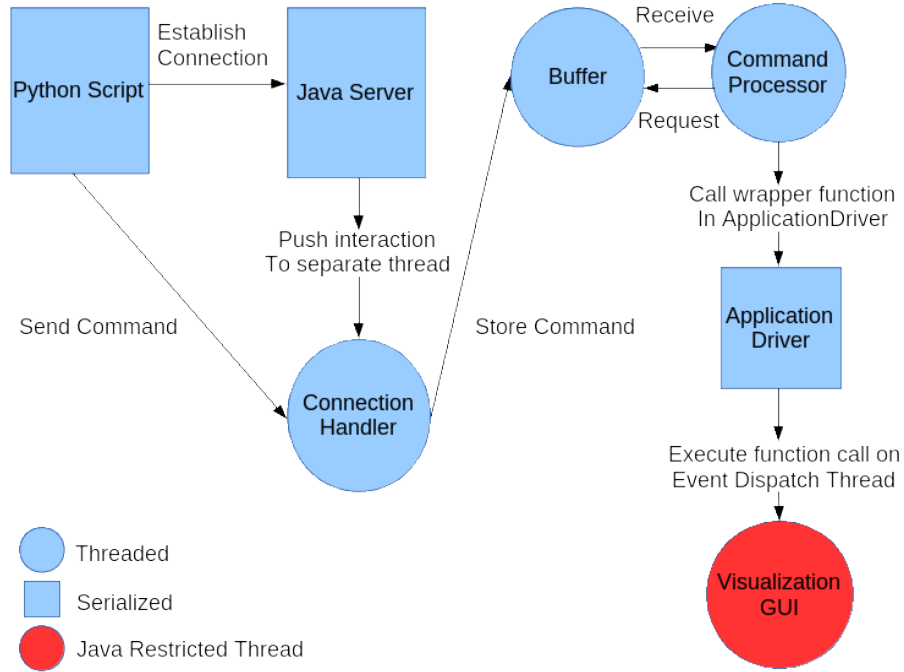 Python Script
Establish
Connection
Java Server
Push interaction
To separate thread
Send Command
Connection
Handler
Store Command
Buffer
Receive
Request
Command
Processor
Call wrapper function
In ApplicationDriver
Application
Driver
Execute function call on
Event Dispatch Thread
Visualization
GUI
Threaded
Serialized
Java Restricted Thread